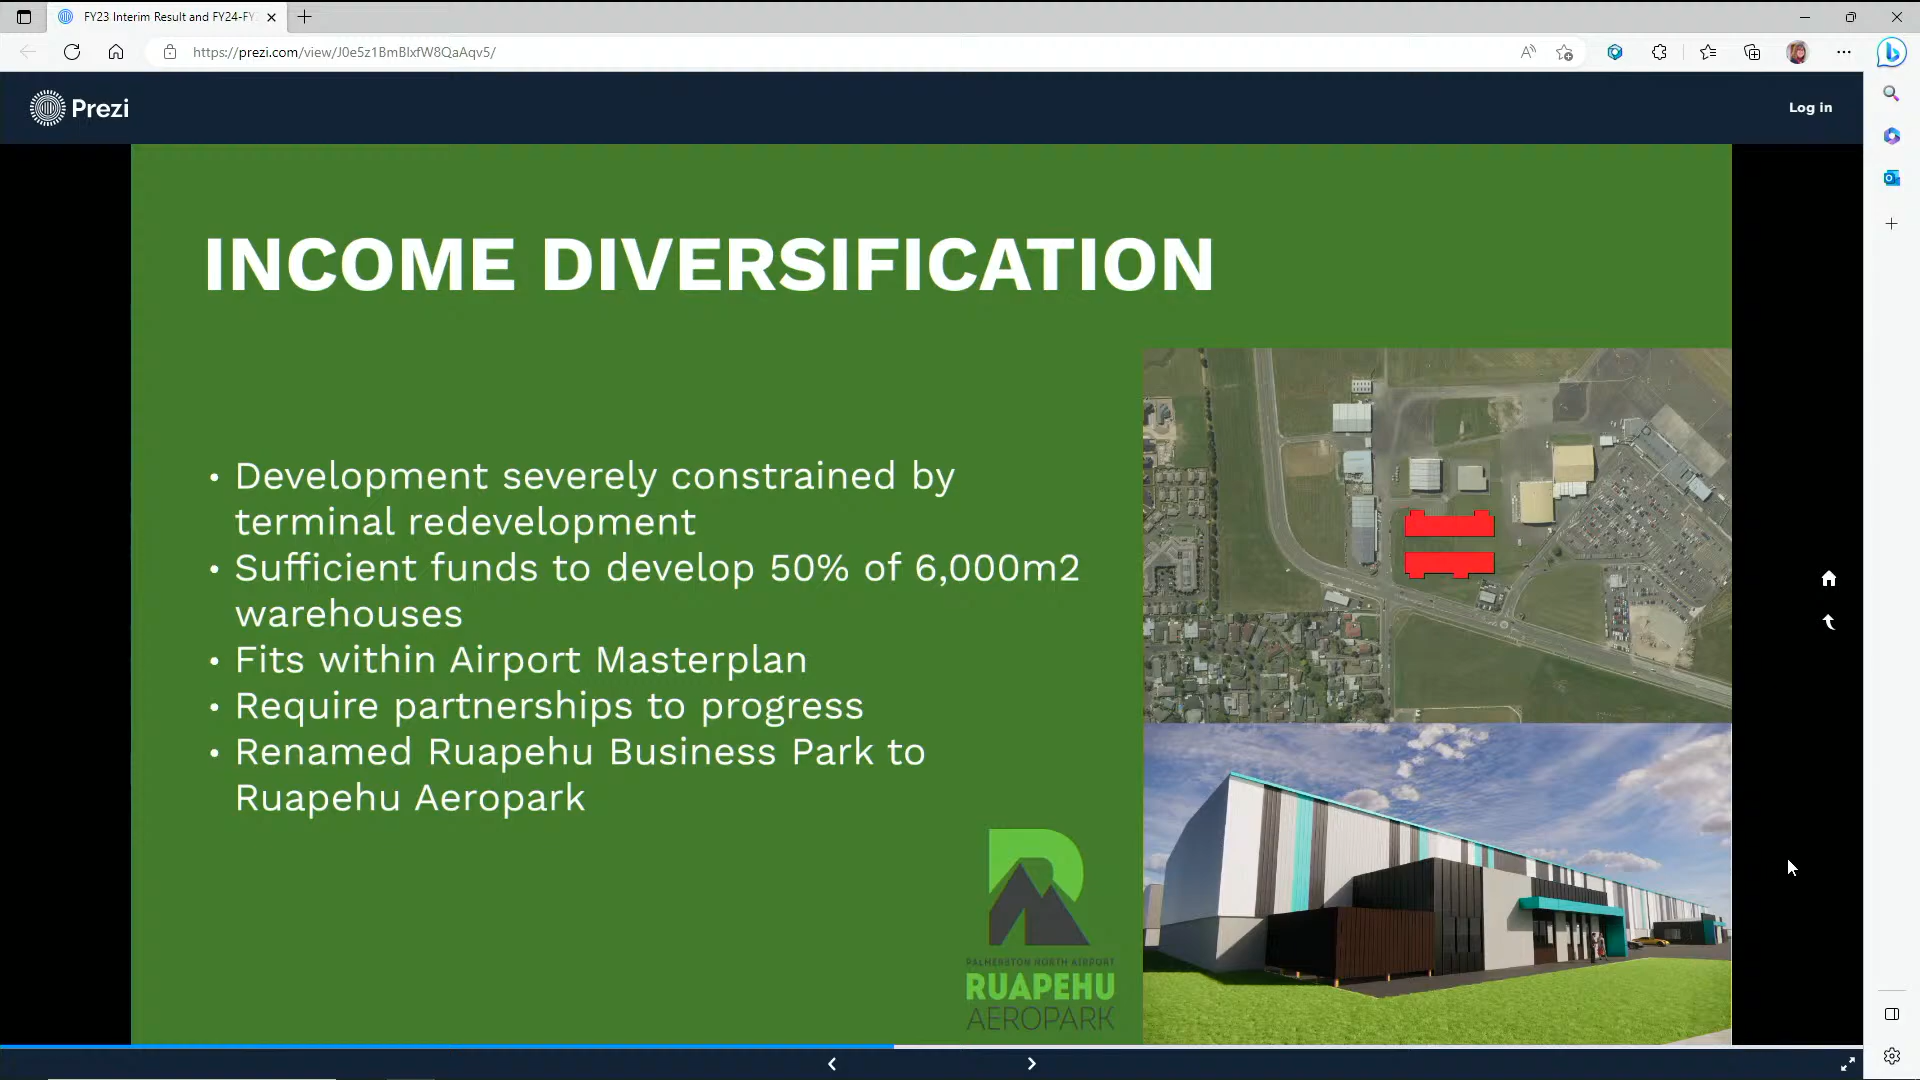 FY23 Interim Result and FY24-FY
https://prezi.com/view/J0e5z1BmBlxfW8QaAqv5/
Prezi
Log in
INCOME DIVERSIFICATION
• Development severely constrained by
terminal redevelopment
• Sufficient funds to develop 50% of 6,000m2
warehouses
• Fits within Airport Masterplan
• Require partnerships to progress
• Renamed Ruapehu Business Park to
Ruapehu Aeropark
PALMERSTON NORTH AIRPORT
RUAPEHU
AEROPARK